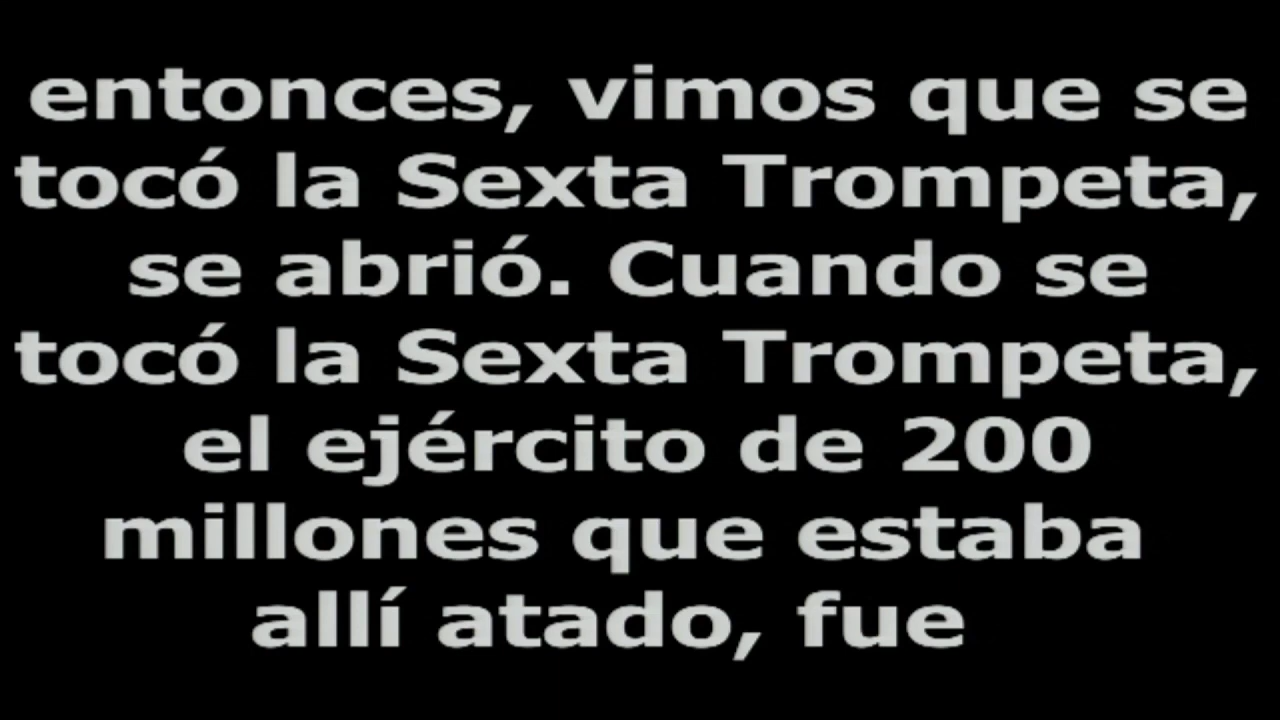 entonces, vimos que se
tocó la Sexta Trompeta,
se abrió. Cuando se
tocó la Sexta Trompeta,
el ejército de 200
millones que estaba
allí atado, fue